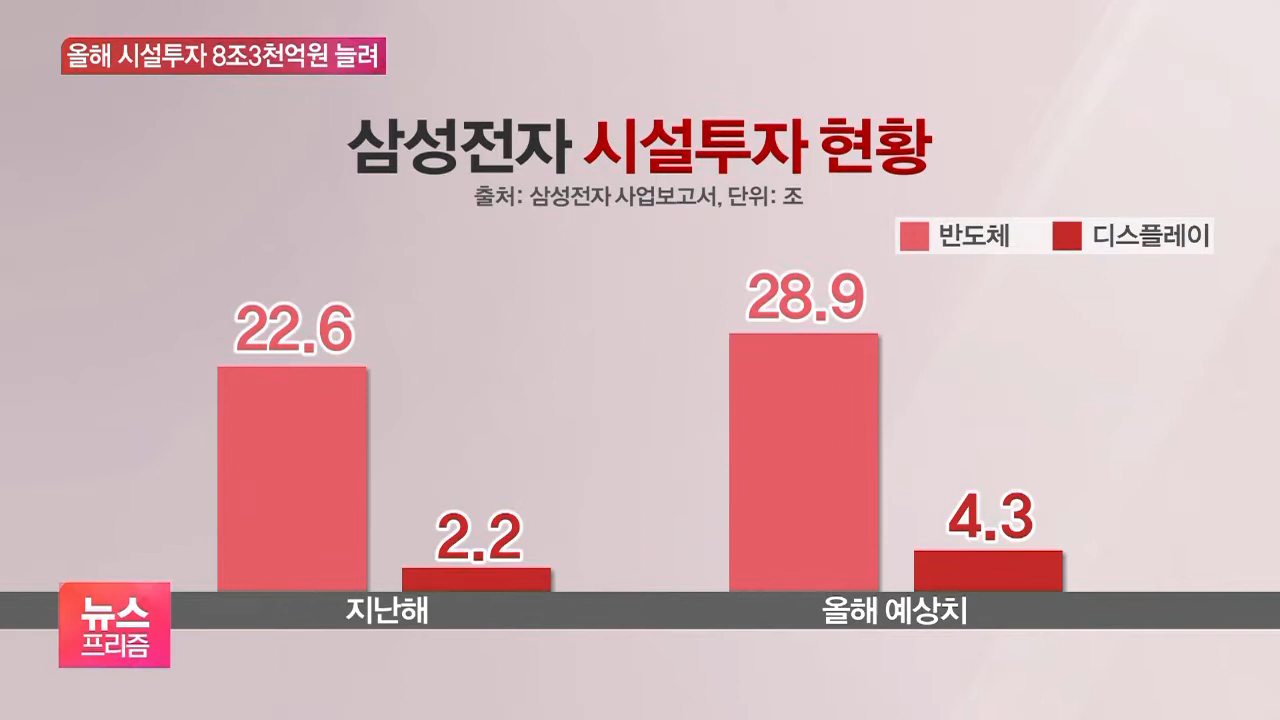 올해 시설투자 8조3천억원 늘려
삼성전자 시설투자 현황
출처: 삼성전자 사업보고서, 단위: 조
반도체 디스플레이
22.6
28.9
2.2
4.3
지난해 올해 예상치
뉴스
프리즘